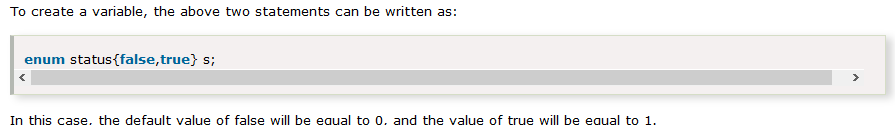 To create a variable, the above two statements can be written as:
enum status{false,true} s;
In this case, the default value of false will be equal to 0, and the value of true will be equal to 1.